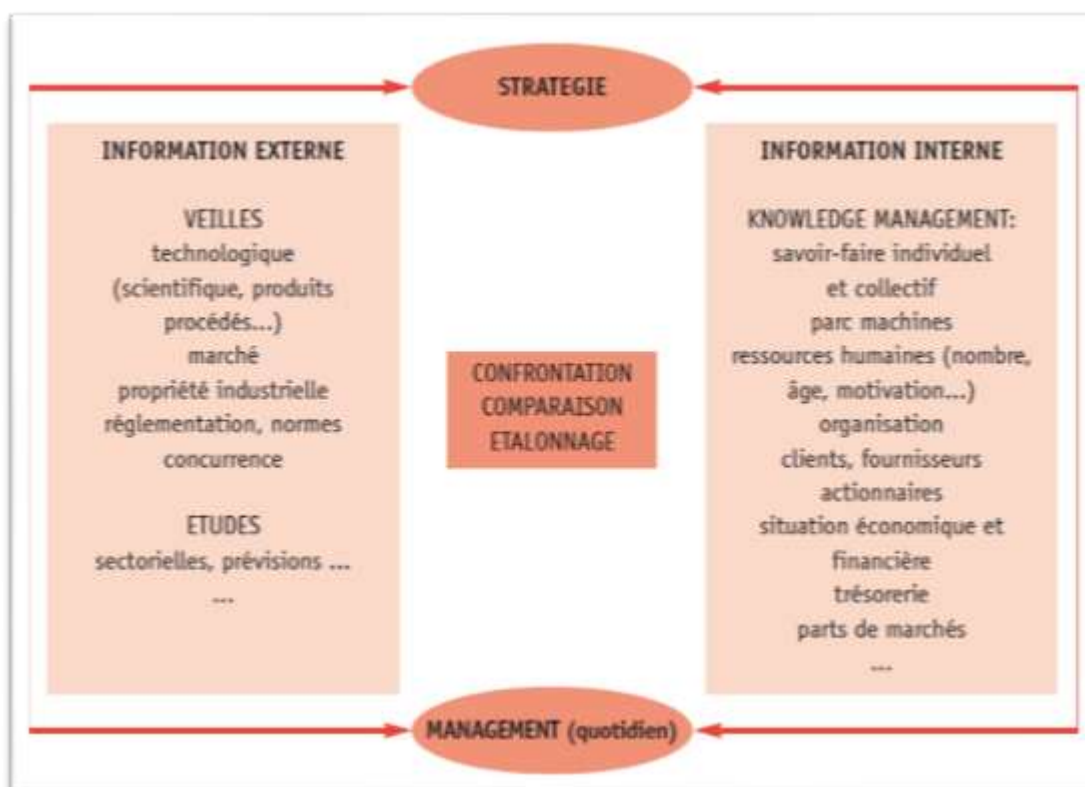 STRATEGIE
INFORMATION EXTERNE
VEILLES
technologique
(scientifique, produits
procédés...)
marché
propriété industrielle
règlementation, normes
concurrence
ETUDES
sectorielles, prévisions ...
...
CONFRONTATION
COMPARAISON
ETALONNAGE
INFORMATION INTERNE
KNOWLEDGE MANAGEMENT:
savoir-faire individuel
et collectif
parc machines
ressources humaines (nombre,
âge, motivation...)
organisation
clients, fournisseurs
actionnaires
situation économique et
financière
trésorerie
parts de marchés
...
MANAGEMENT (quotidien)